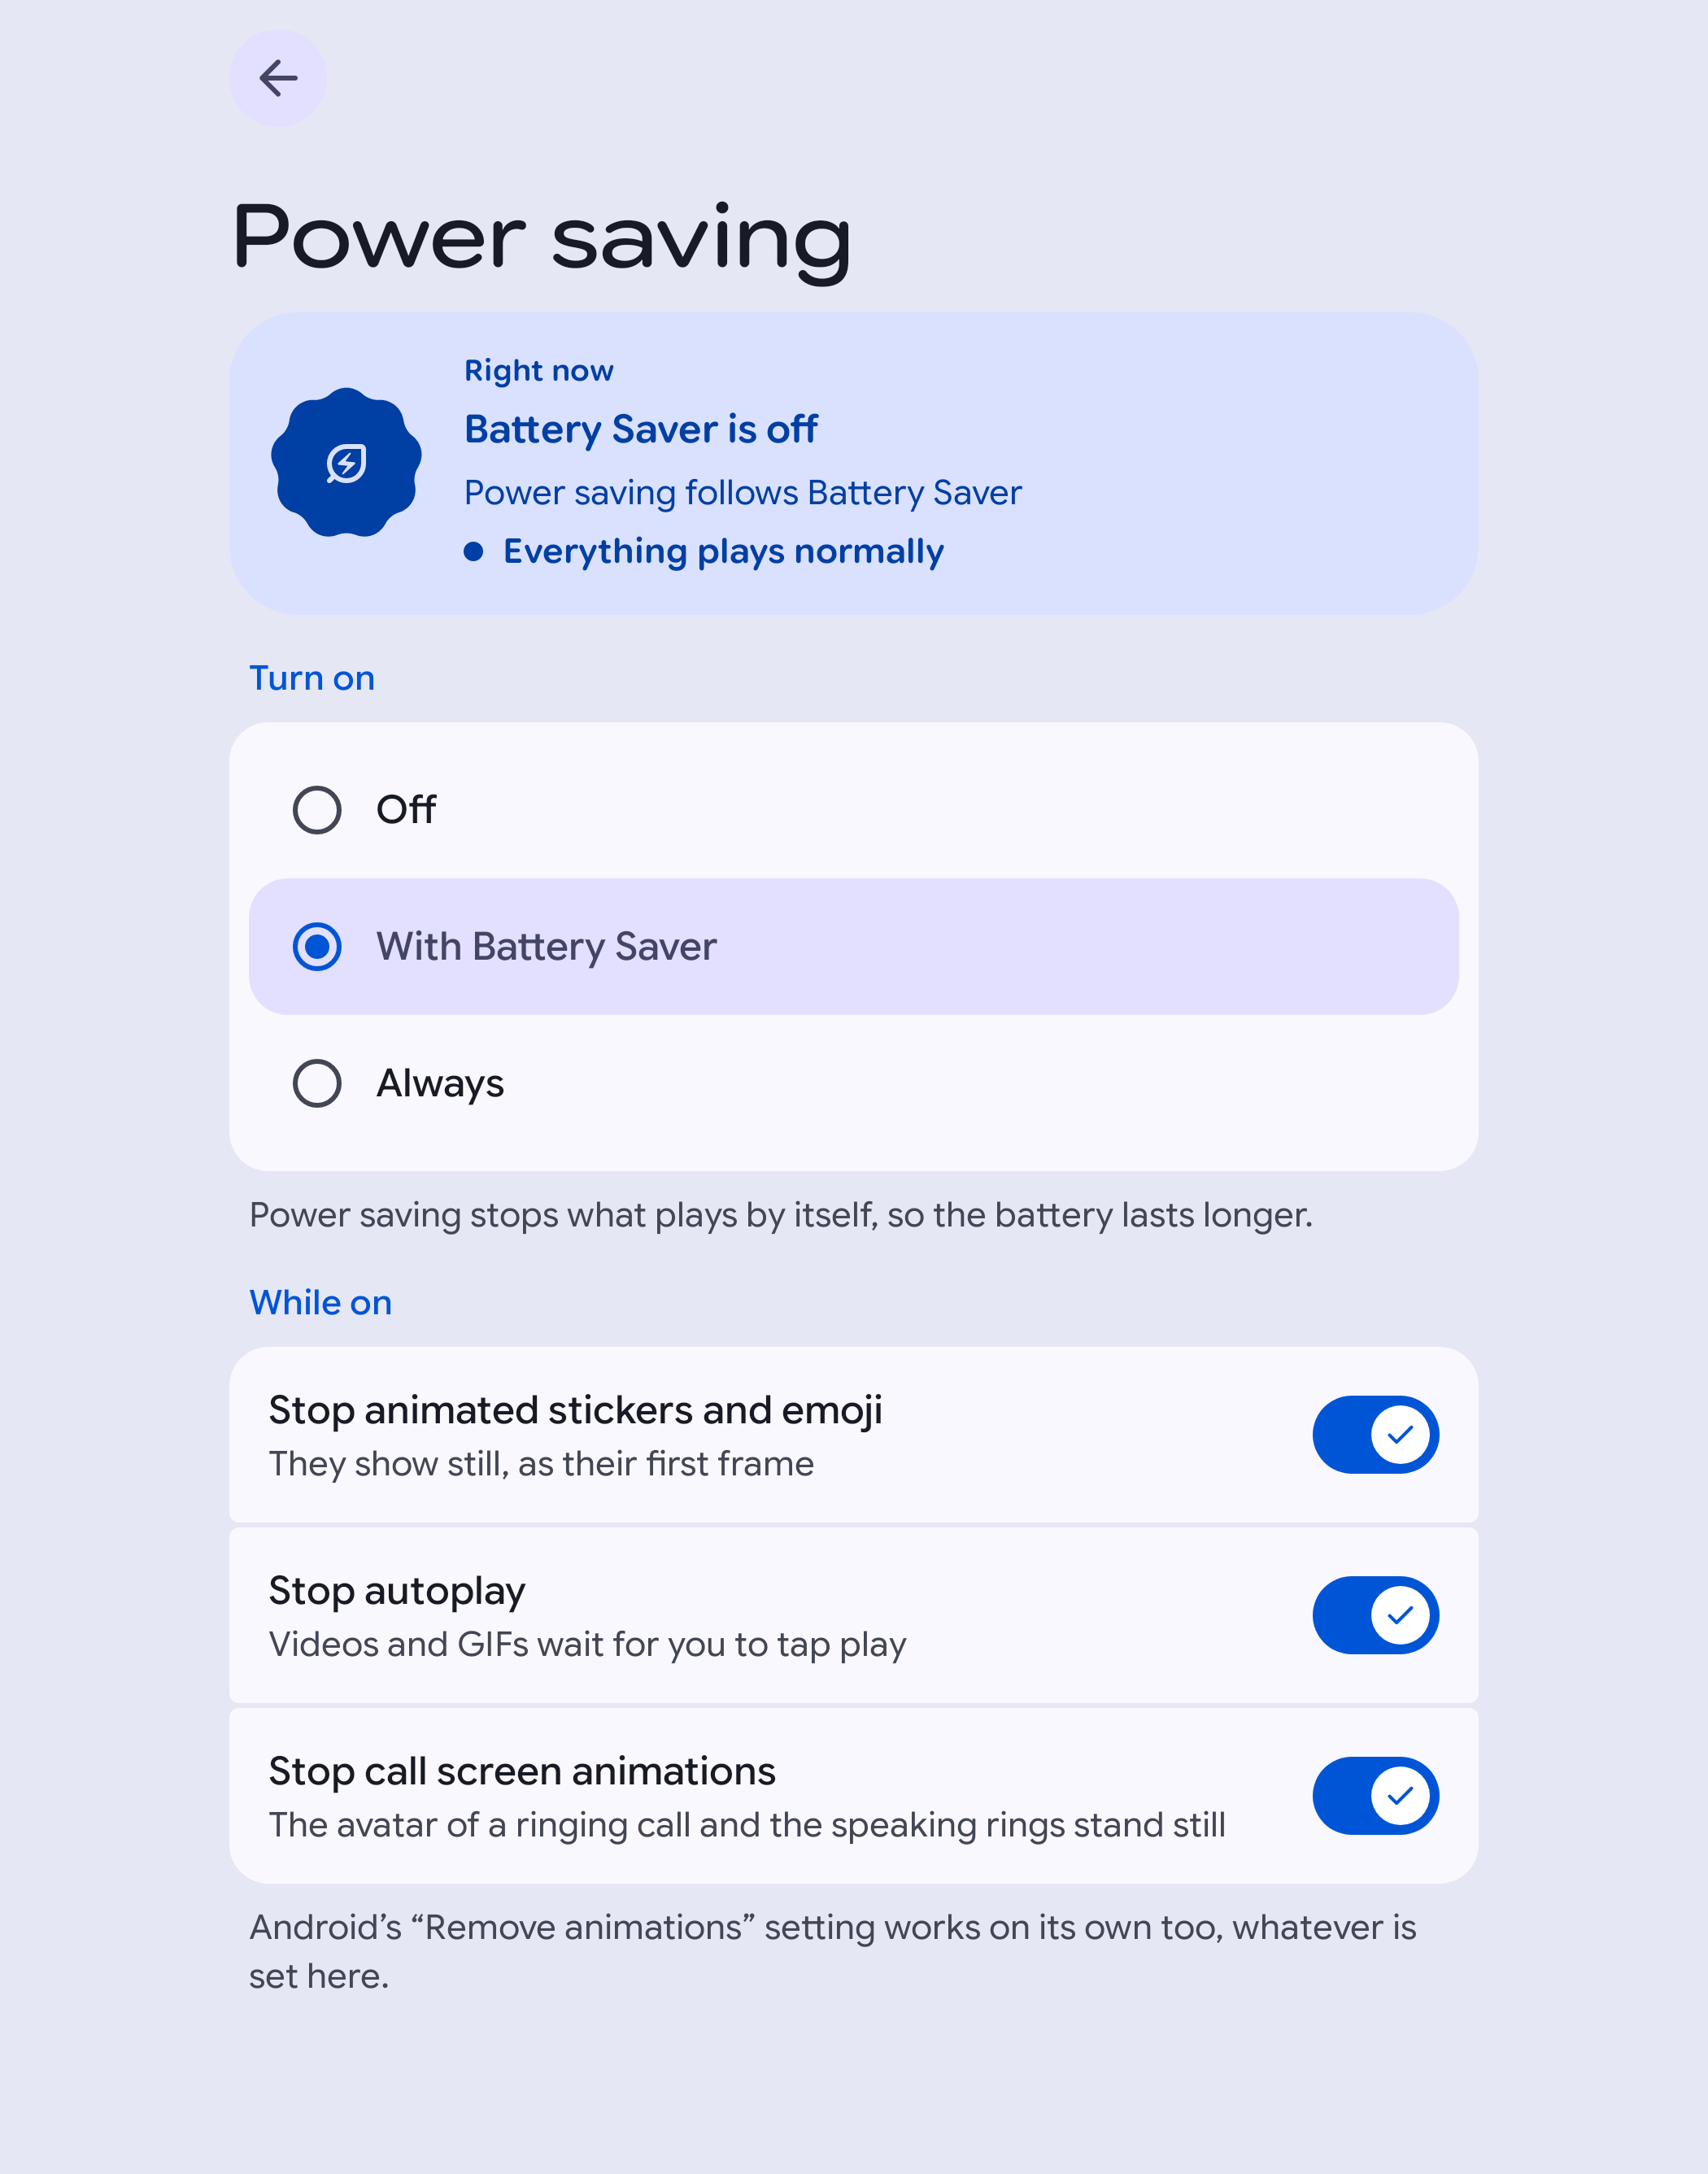 Power saving
Right now
Battery Saver is off
Power saving follows Battery Saver
Everything plays normally
Turn on
Off
With Battery Saver
Always
Power saving stops what plays by itself, so the battery lasts longer.
While on
Stop animated stickers and emoji
They show still, as their first frame
Stop autoplay
Videos and GIFs wait for you to tap play
Stop call screen animations
The avatar of a ringing call and the speaking rings stand still
Android’s “Remove animations” setting works on its own too, whatever is
set here.